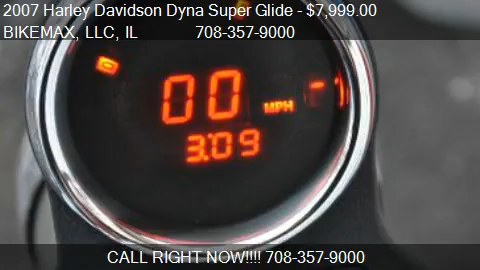 2007 Harley Davidson Dyna Super Glide - $7,999.00
BIKEMAX, LLC, IL 708-357-9000
00 MPH
3:09
CALL RIGHT NOW!!!! 708-357-9000